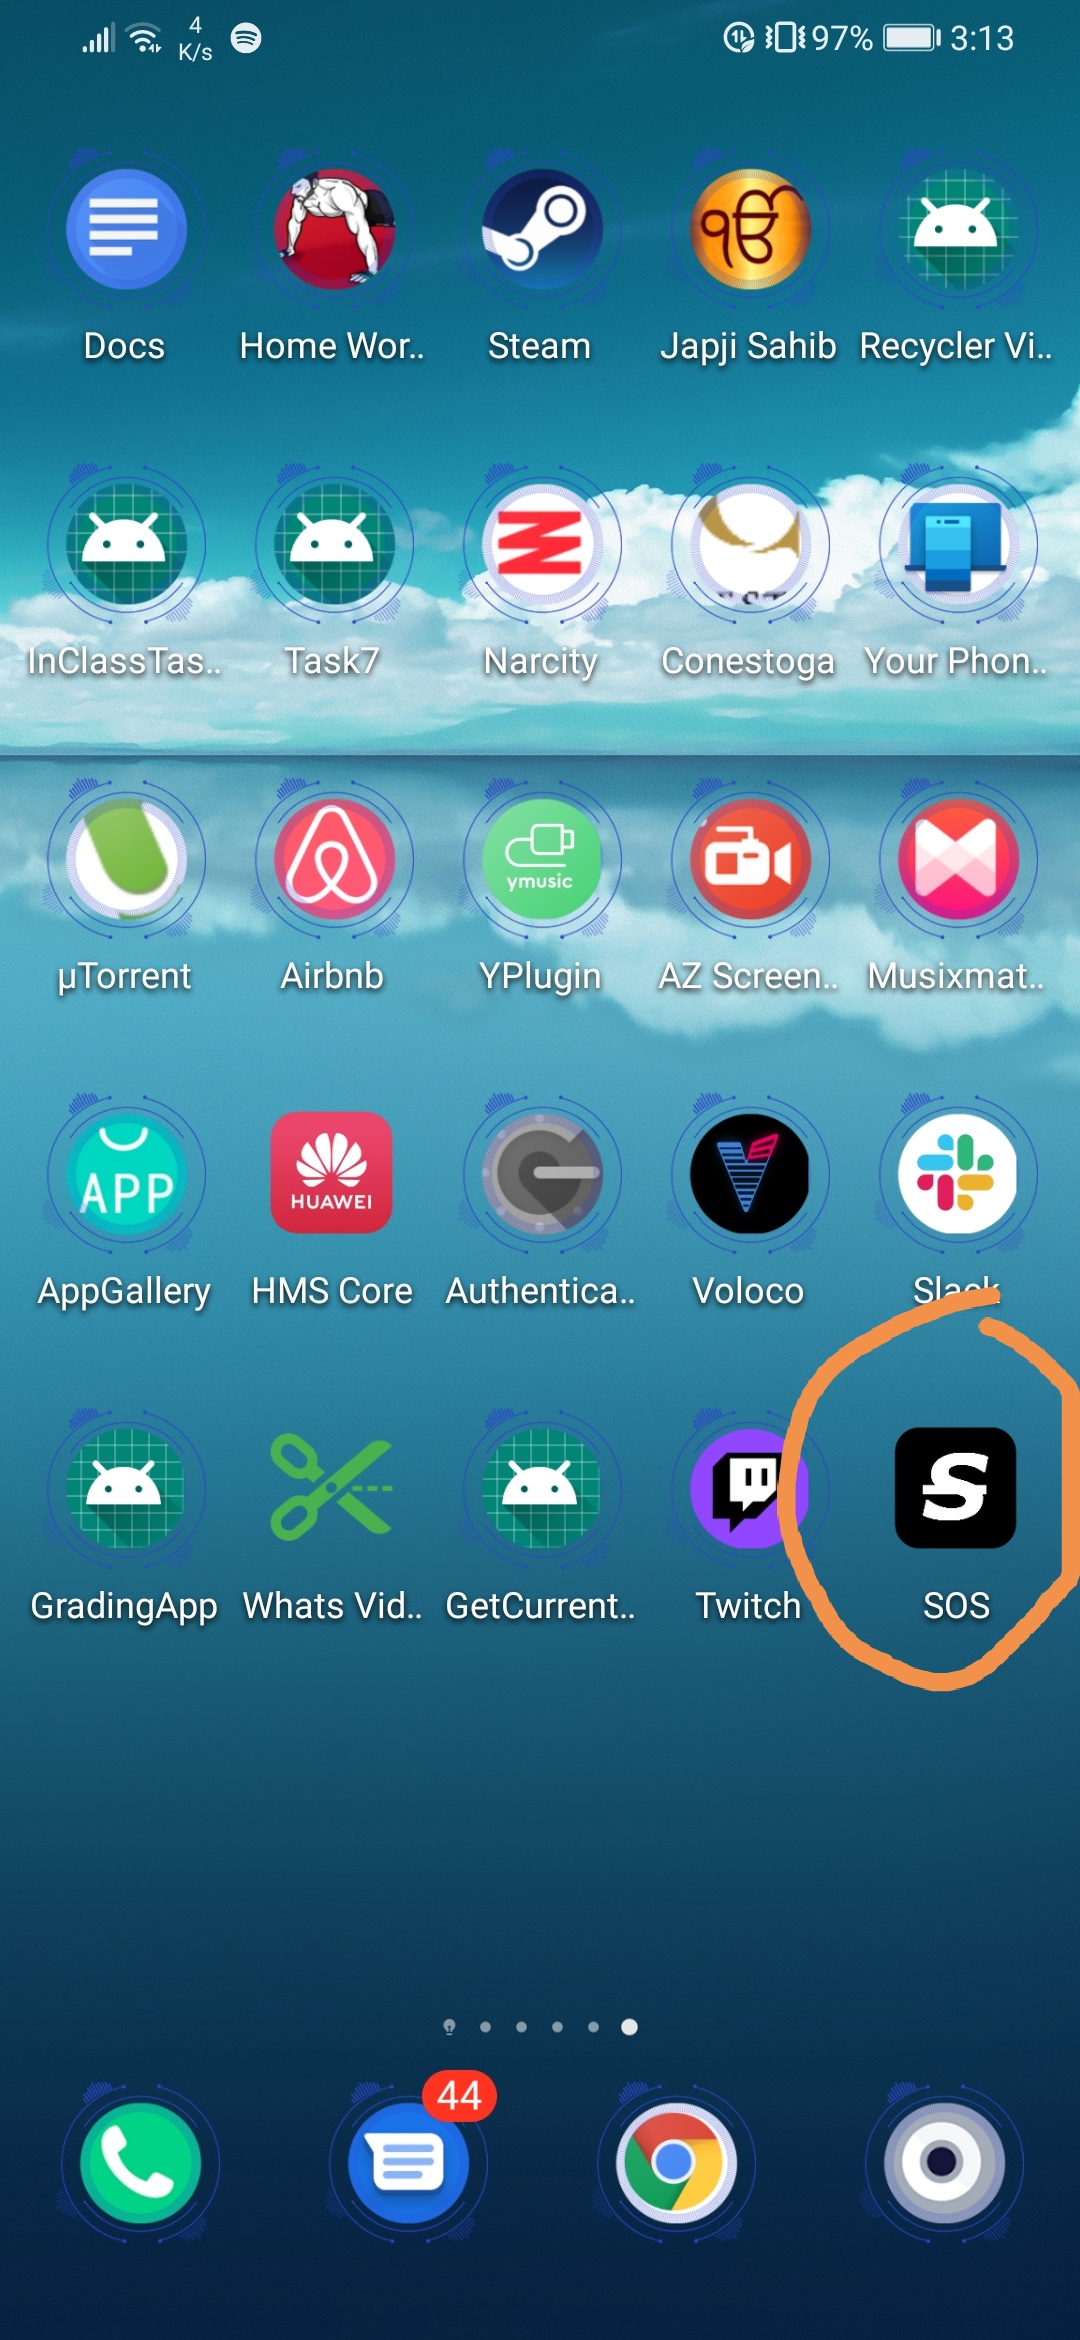 4
K/s
97% 3:13
Docs Home Wor.. Steam Japji Sahib Recycler Vi..
ੴ
InClassTas.. Task7 Narcity Conestoga Your Phon..
ymusic
µTorrent Airbnb YPlugin AZ Screen.. Musixmat..
APP
HUAWEI
AppGallery HMS Core Authentica.. Voloco Slack
S
GradingApp Whats Vid.. GetCurrent.. Twitch SOS
44